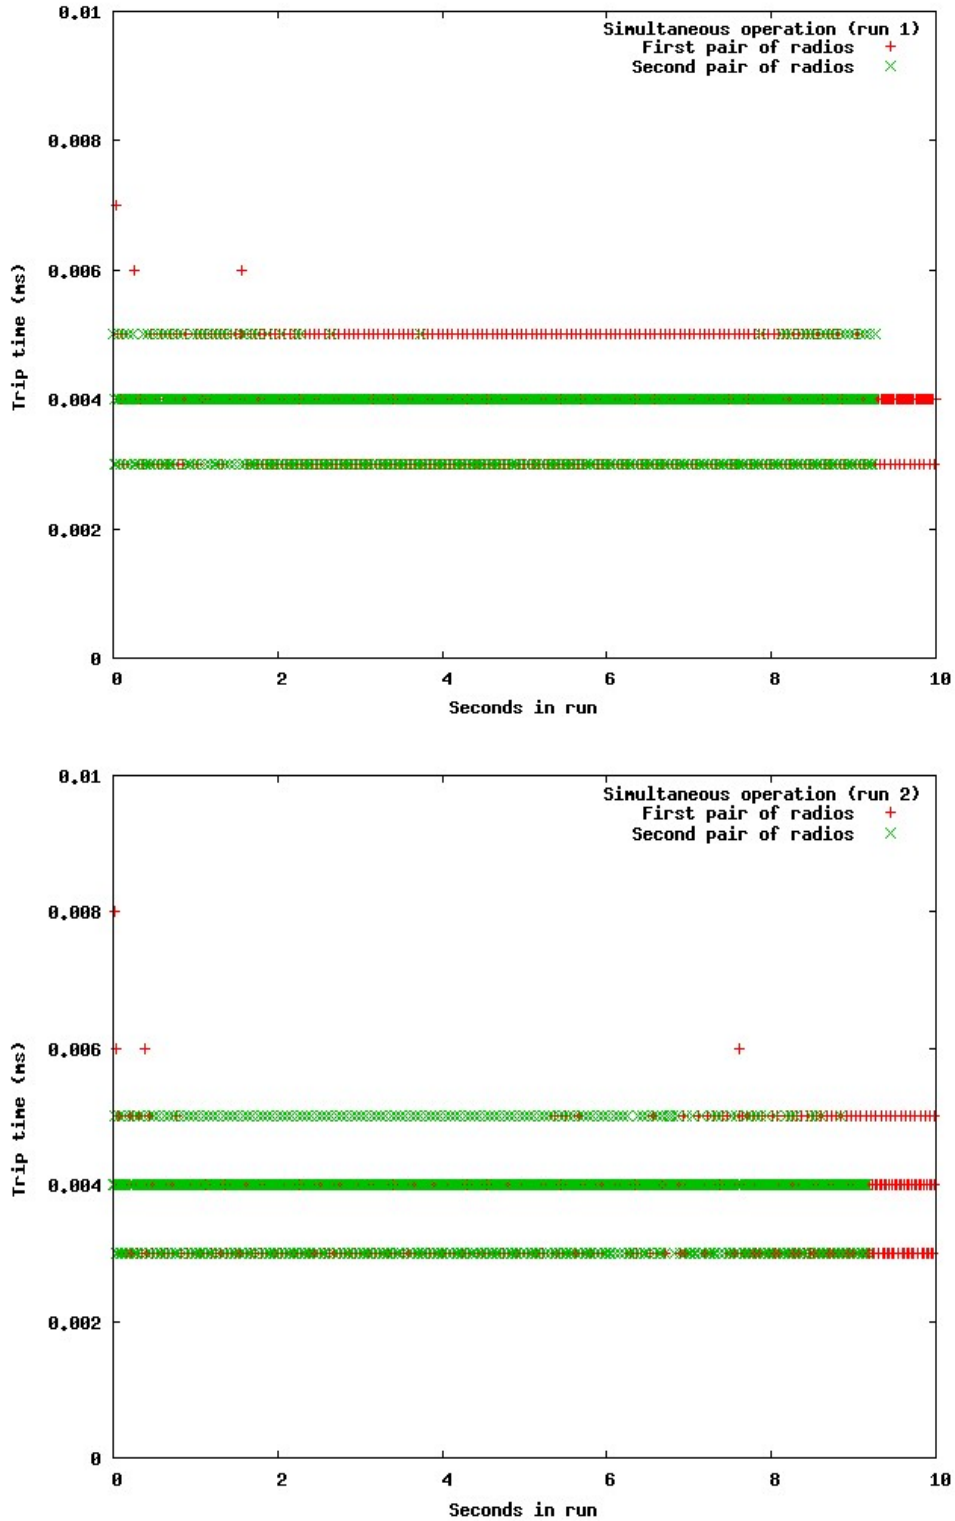 0.01
Simultaneous operation (run 1)
First pair of radios
Second pair of radios
0.008
0.006
0.004
0.002
0
Trip time (ms)
0 2 4 6 8 10
Seconds in run
0.01
Simultaneous operation (run 2)
First pair of radios
Second pair of radios
0.008
0.006
0.004
0.002
0
Trip time (ms)
0 2 4 6 8 10
Seconds in run